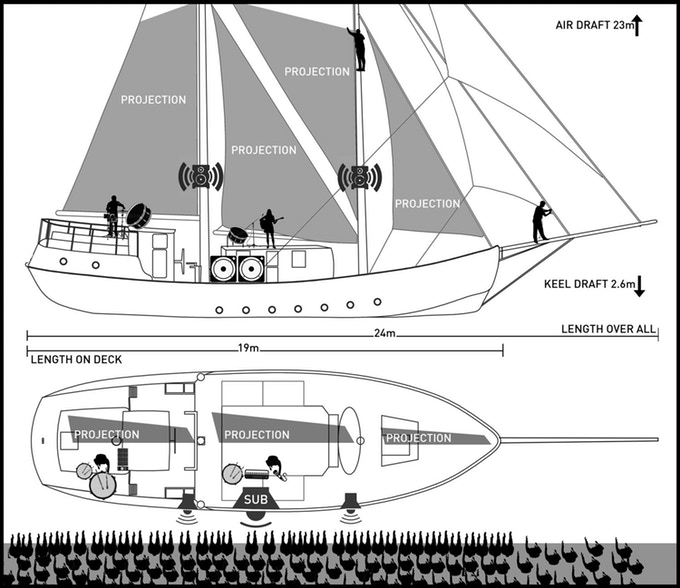 AIR DRAFT 23m
PROJECTION
PROJECTION
PROJECTION
PROJECTION
KEEL DRAFT 2.6m
24m
LENGTH OVER ALL
19m
LENGTH ON DECK
PROJECTION
PROJECTION
PROJECTION
SUB